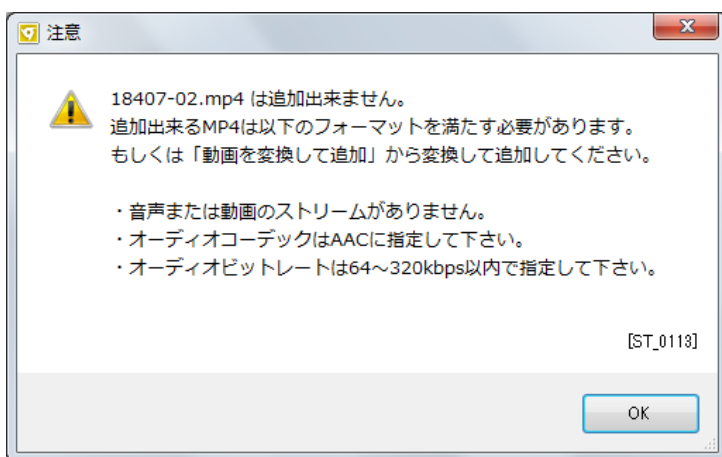 注意
18407-02.mp4 は追加出来ません。
追加出来るMP4は以下のフォーマットを満たす必要があります。
もしくは「動画を変換して追加」から変換して追加してください。
・音声または動画のストリームがありません。
・オーディオコーデックはAACに指定して下さい。
・オーディオビットレートは64～320kbps以内で指定して下さい。
[ST_0113]
OK